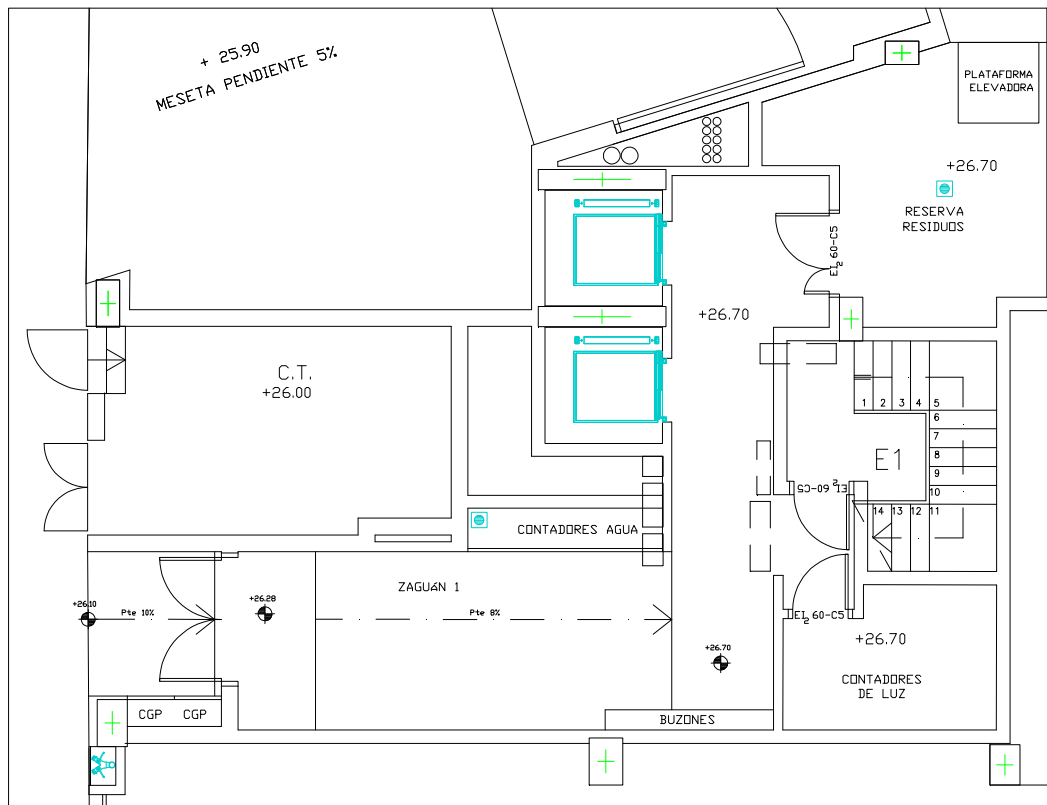 + 25.90
MESETA PENDIENTE 5%
PLATAFORMA
ELEVADORA
+26.70
RESERVA
RESIDUOS
EI2 60-C5
+26.70
C.T.
+26.00
1 2 3 4 5
6
7
8
9
10
14 13 12 11
E1
EI2 60-C5
CONTADORES AGUA
ZAGUÁN 1
+26.10
Pte 10%
+26.28
Pte 8%
EI2 60-C5
+26.70
+26.70
CONTADORES
DE LUZ
CGP CGP
BUZONES